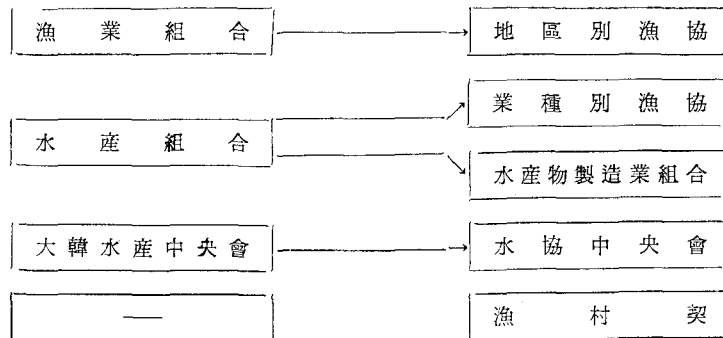 漁業組合
地區別漁協
業種別漁協
水産組合
水産物製造業組合
大韓水産中央會
水協中央會
—
漁村契